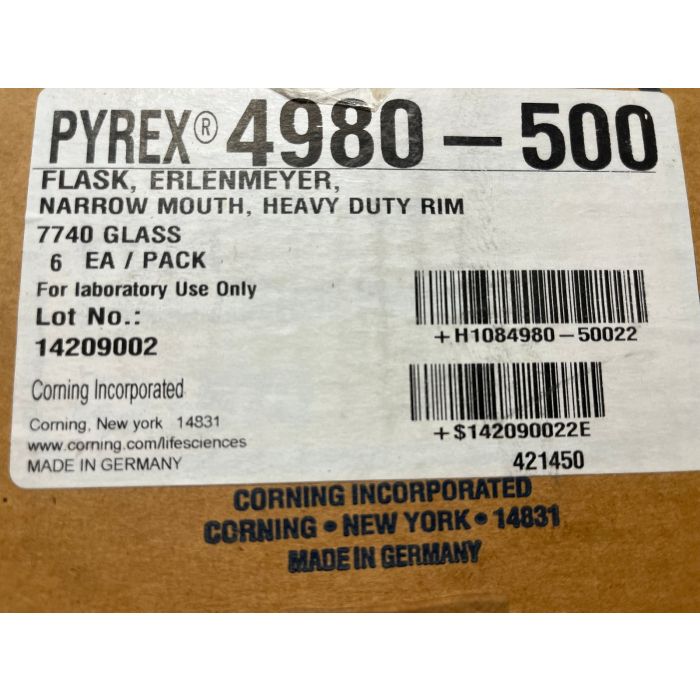 PYREX® 4980-500
FLASK, ERLENMEYER,
NARROW MOUTH, HEAVY DUTY RIM
7740 GLASS
6 EA / PACK
For laboratory Use Only
Lot No.:
14209002
+H1084980-50022
Corning Incorporated
Corning, New york 14831
www.corning.com/lifesciences
MADE IN GERMANY
+$142090022E
421450
CORNING INCORPORATED
CORNING • NEW YORK • 14831
MADE IN GERMANY